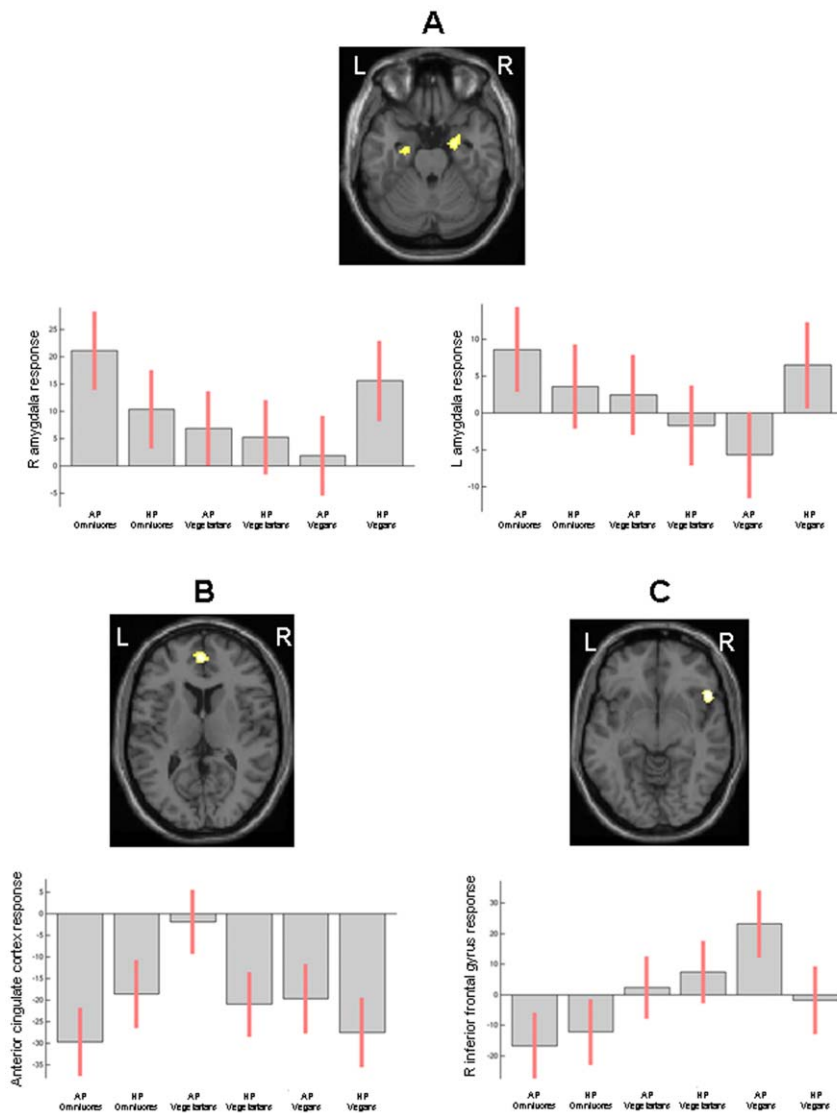 A
L R
R amygdala response
25
20
15
10
5
0
-5
AP Omnivores
HP Omnivores
AP Vegetarians
HP Vegetarians
AP Vegans
HP Vegans
L amygdala response
10
5
0
-5
-10
AP Omnivores
HP Omnivores
AP Vegetarians
HP Vegetarians
AP Vegans
HP Vegans
B
L R
Anterior cingulate cortex response
5
0
-5
-10
-15
-20
-25
-30
-35
AP Omnivores
HP Omnivores
AP Vegetarians
HP Vegetarians
AP Vegans
HP Vegans
C
L R
R inferior frontal gyrus response
30
20
10
0
-10
-20
AP Omnivores
HP Omnivores
AP Vegetarians
HP Vegetarians
AP Vegans
HP Vegans